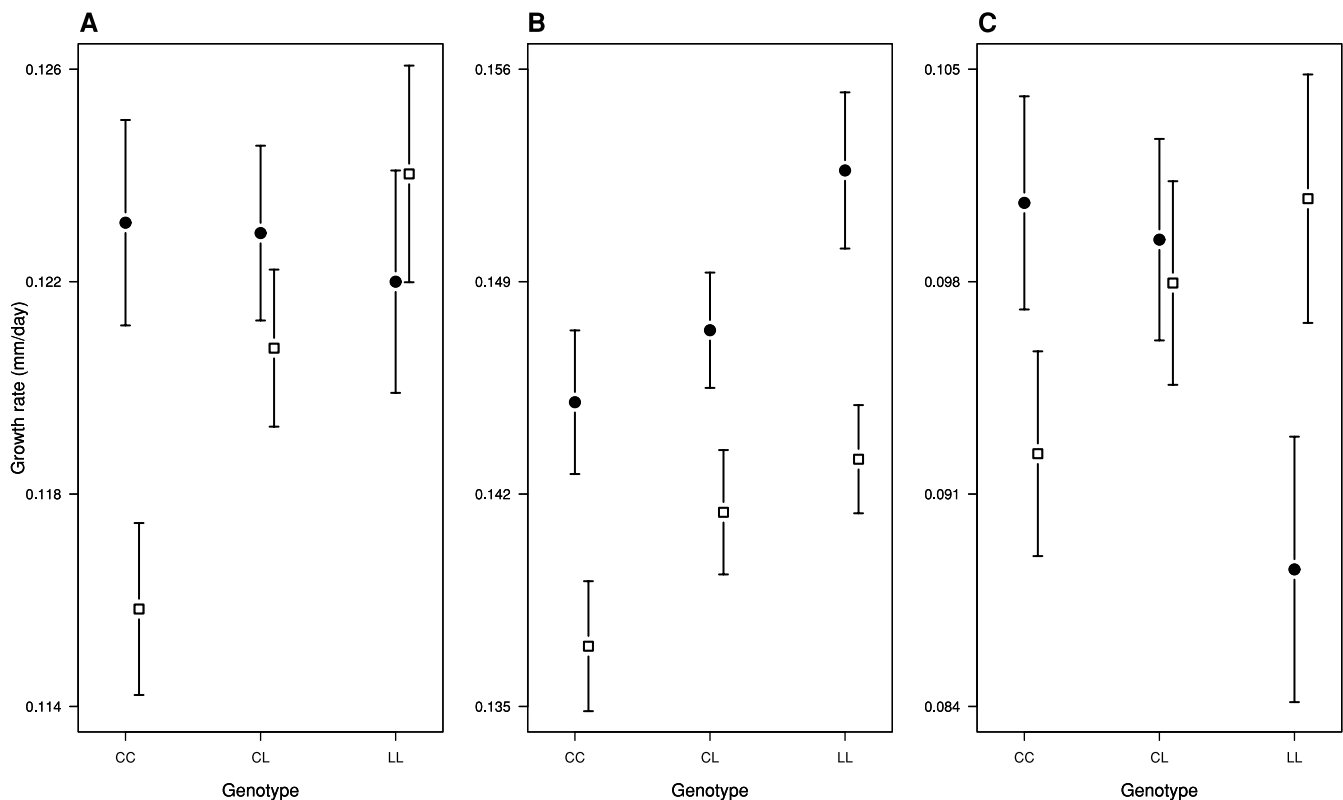 A
B
C
Growth rate (mm/day)
0.126
0.122
0.118
0.114
CC
CL
LL
Genotype
0.156
0.149
0.142
0.135
CC
CL
LL
Genotype
0.105
0.098
0.091
0.084
CC
CL
LL
Genotype